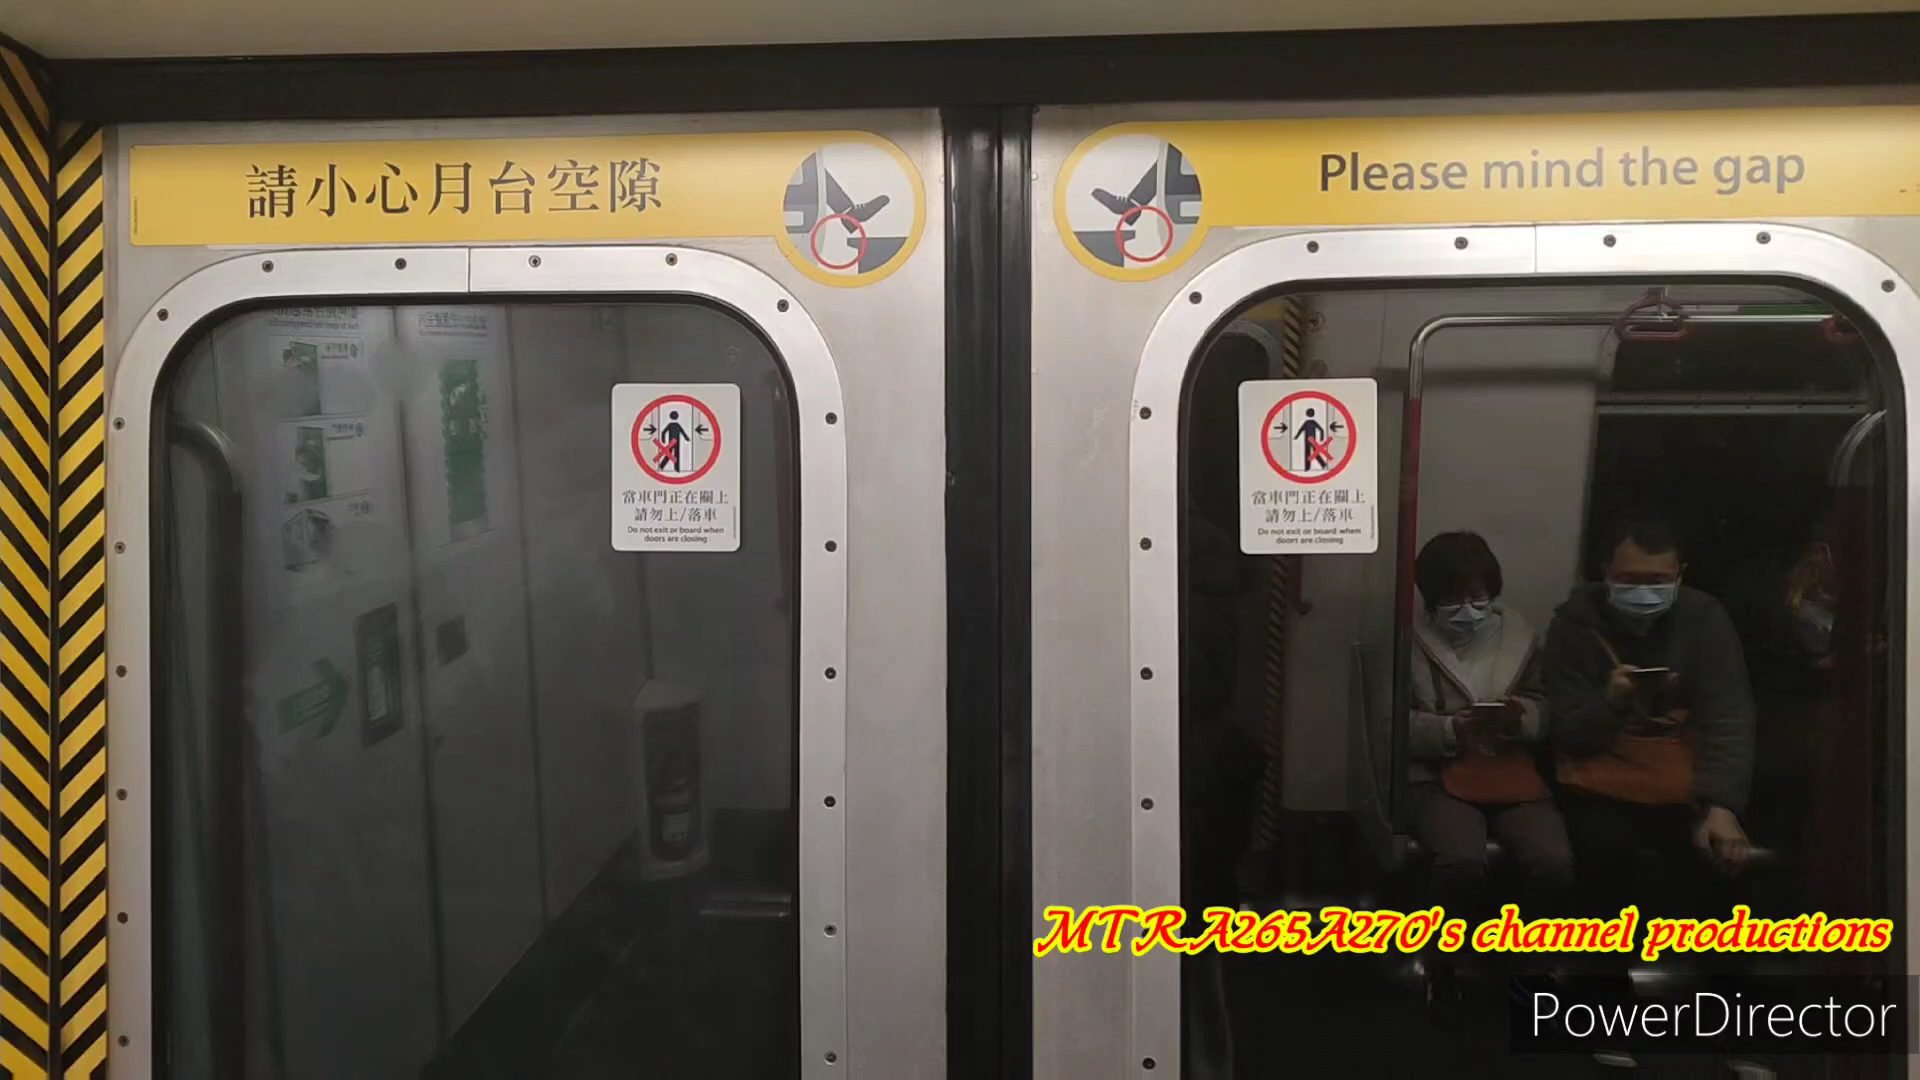 請小心月台空隙
Please mind the gap
當車門正在關上
請勿上/落車
Do not exit or board when
doors are closing
當車門正在關上
請勿上/落車
Do not exit or board when
doors are closing
MTR A265A270's channel productions
PowerDirector